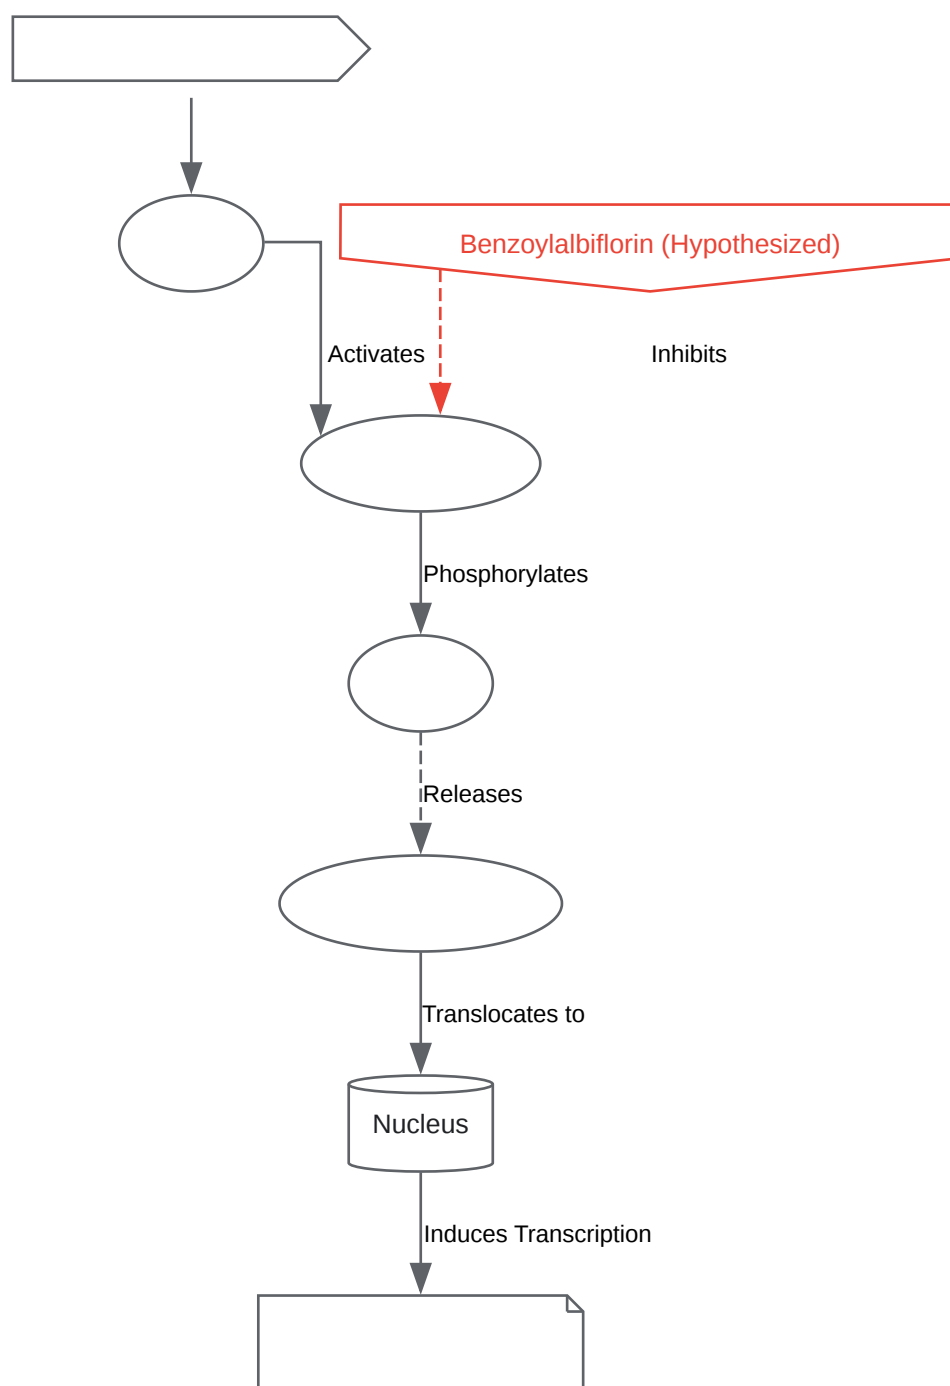 Benzoylalbiflorin (Hypothesized)
Activates
Inhibits
Phosphorylates
Releases
Translocates to
Nucleus
Induces Transcription